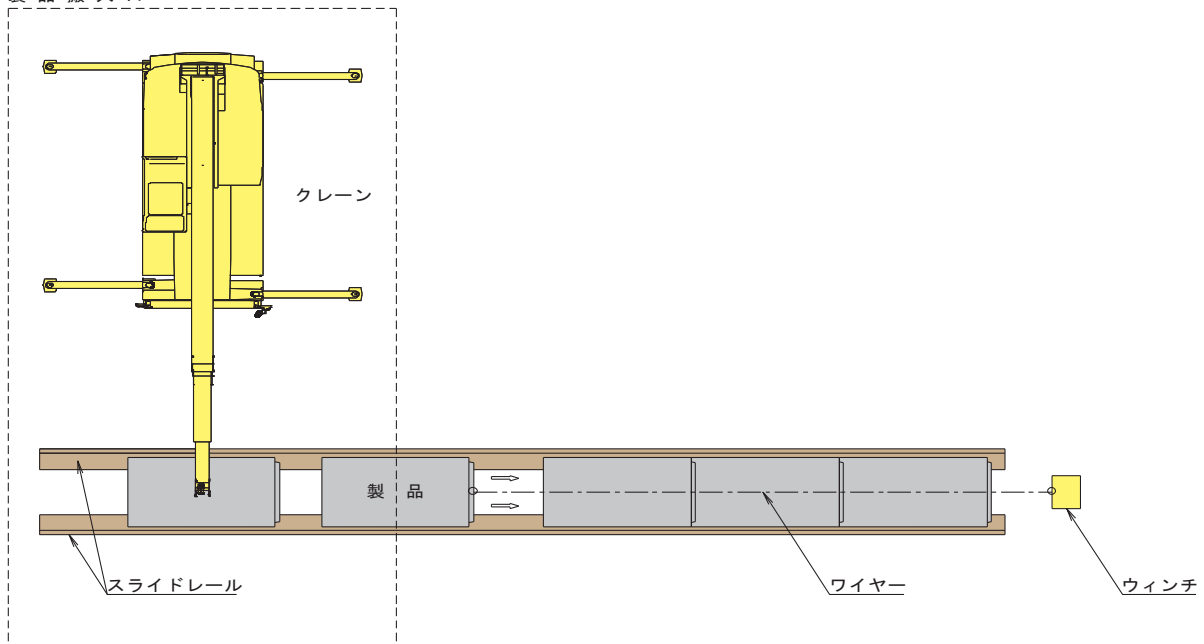 クレーン
製品
スライドレール
ワイヤー
ウィンチ